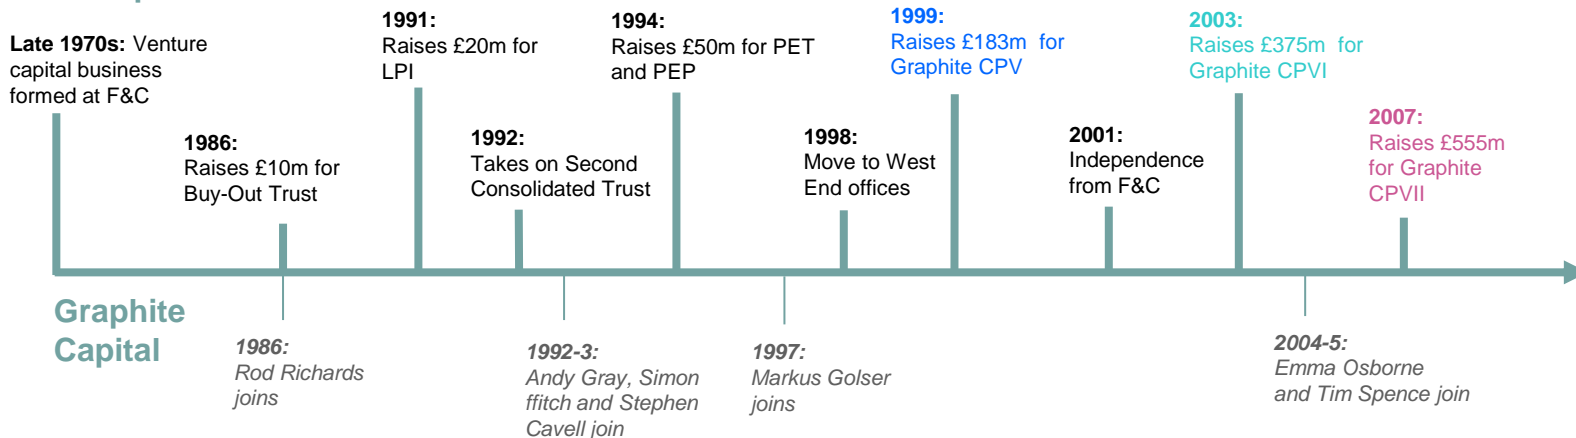 Late 1970s: Venture
capital business
formed at F&C
1986:
Raises £10m for
Buy-Out Trust
1991:
Raises £20m for
LPI
1992:
Takes on Second
Consolidated Trust
1994:
Raises £50m for PET
and PEP
1998:
Move to West
End offices
1999:
Raises £183m for
Graphite CPV
2001:
Independence
from F&C
2003:
Raises £375m for
Graphite CPVI
2007:
Raises £555m
for Graphite
CPVII
Graphite
Capital
1986:
Rod Richards
joins
1992-3:
Andy Gray, Simon
ffitch and Stephen
Cavell join
1997:
Markus Golser
joins
2004-5:
Emma Osborne
and Tim Spence join